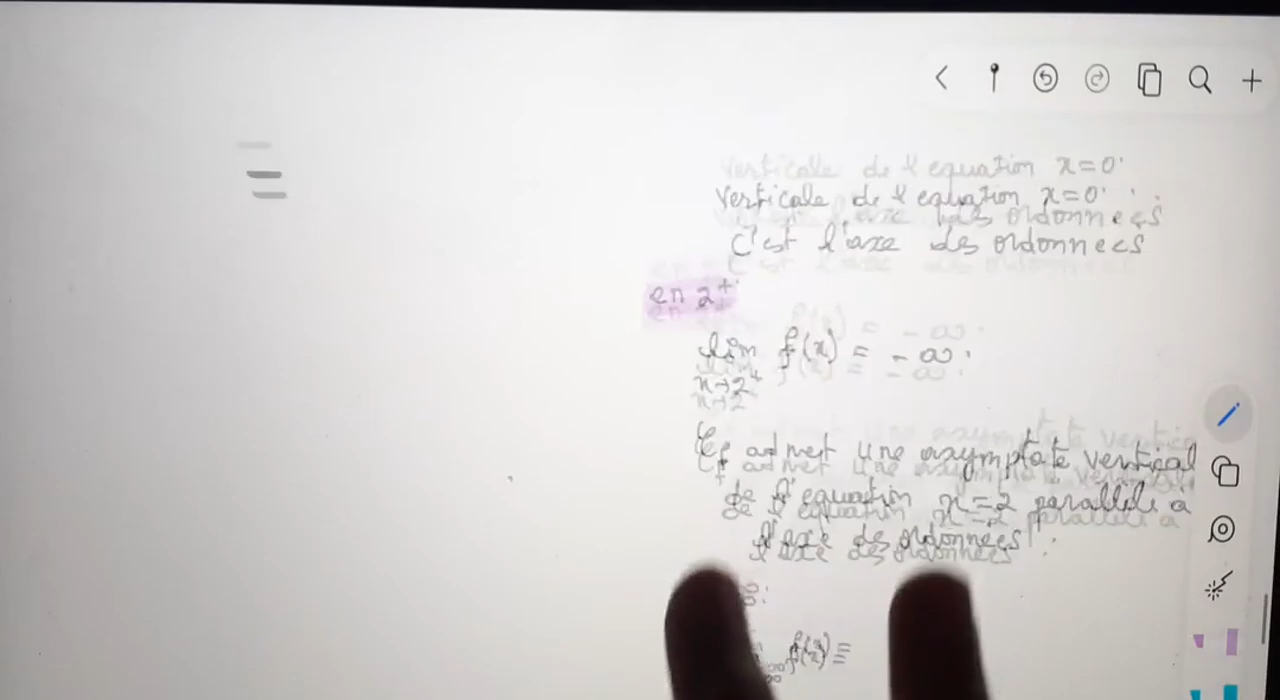 verticale de l'equation x=0.
C'est l'axe des ordonnees
en 2⁺:
lim f(x) = -∞.
x→2⁺
Cf admet une asymptote vertical
de l'equation x=2 parallele à
l'axe des ordonnees.
f(x)=